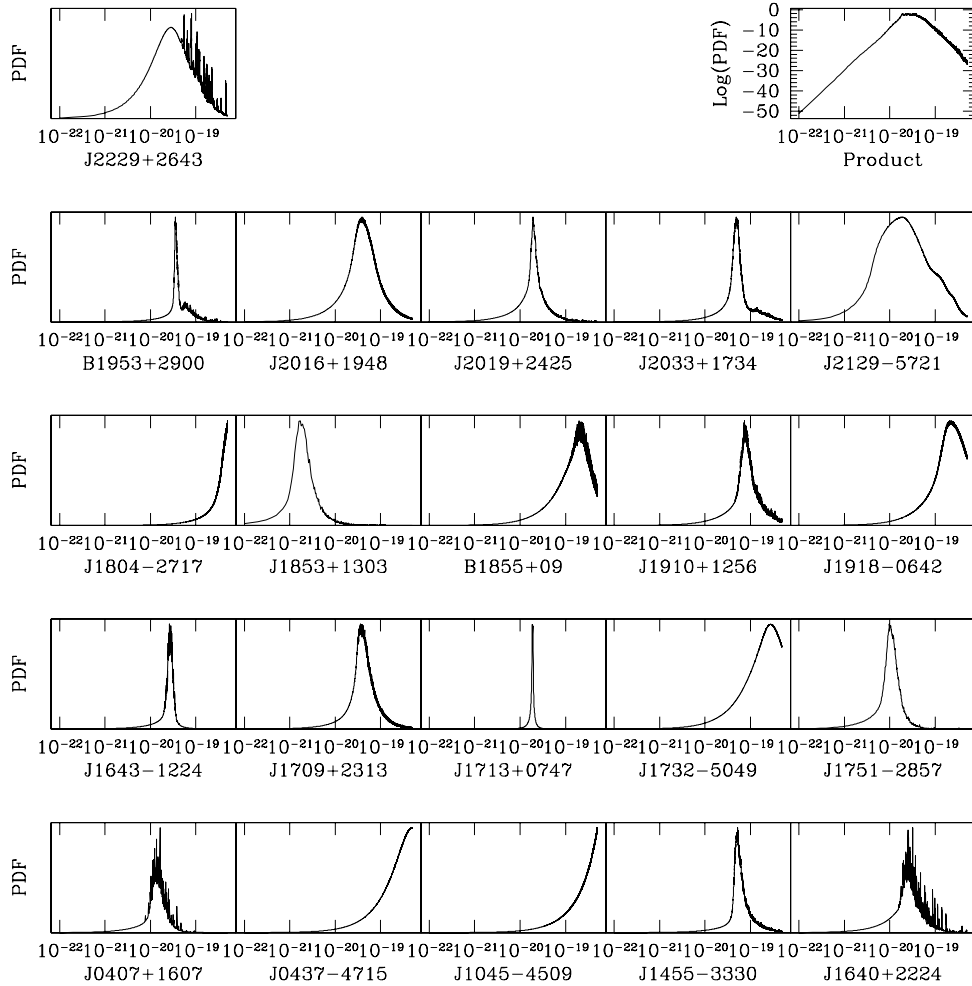 PDF
10⁻²² 10⁻²¹ 10⁻²⁰ 10⁻¹⁹
J2229+2643
Log(PDF)
0
−10
−20
−30
−40
−50
10⁻²² 10⁻²¹ 10⁻²⁰ 10⁻¹⁹
Product
PDF
10⁻²² 10⁻²¹ 10⁻²⁰ 10⁻¹⁹ 10⁻²² 10⁻²¹ 10⁻²⁰ 10⁻¹⁹ 10⁻²² 10⁻²¹ 10⁻²⁰ 10⁻¹⁹ 10⁻²² 10⁻²¹ 10⁻²⁰ 10⁻¹⁹ 10⁻²² 10⁻²¹ 10⁻²⁰ 10⁻¹⁹
B1953+2900 J2016+1948 J2019+2425 J2033+1734 J2129−5721
PDF
10⁻²² 10⁻²¹ 10⁻²⁰ 10⁻¹⁹ 10⁻²² 10⁻²¹ 10⁻²⁰ 10⁻¹⁹ 10⁻²² 10⁻²¹ 10⁻²⁰ 10⁻¹⁹ 10⁻²² 10⁻²¹ 10⁻²⁰ 10⁻¹⁹ 10⁻²² 10⁻²¹ 10⁻²⁰ 10⁻¹⁹
J1804−2717 J1853+1303 B1855+09 J1910+1256 J1918−0642
PDF
10⁻²² 10⁻²¹ 10⁻²⁰ 10⁻¹⁹ 10⁻²² 10⁻²¹ 10⁻²⁰ 10⁻¹⁹ 10⁻²² 10⁻²¹ 10⁻²⁰ 10⁻¹⁹ 10⁻²² 10⁻²¹ 10⁻²⁰ 10⁻¹⁹ 10⁻²² 10⁻²¹ 10⁻²⁰ 10⁻¹⁹
J1643−1224 J1709+2313 J1713+0747 J1732−5049 J1751−2857
PDF
10⁻²² 10⁻²¹ 10⁻²⁰ 10⁻¹⁹ 10⁻²² 10⁻²¹ 10⁻²⁰ 10⁻¹⁹ 10⁻²² 10⁻²¹ 10⁻²⁰ 10⁻¹⁹ 10⁻²² 10⁻²¹ 10⁻²⁰ 10⁻¹⁹ 10⁻²² 10⁻²¹ 10⁻²⁰ 10⁻¹⁹
J0407+1607 J0437−4715 J1045−4509 J1455−3330 J1640+2224